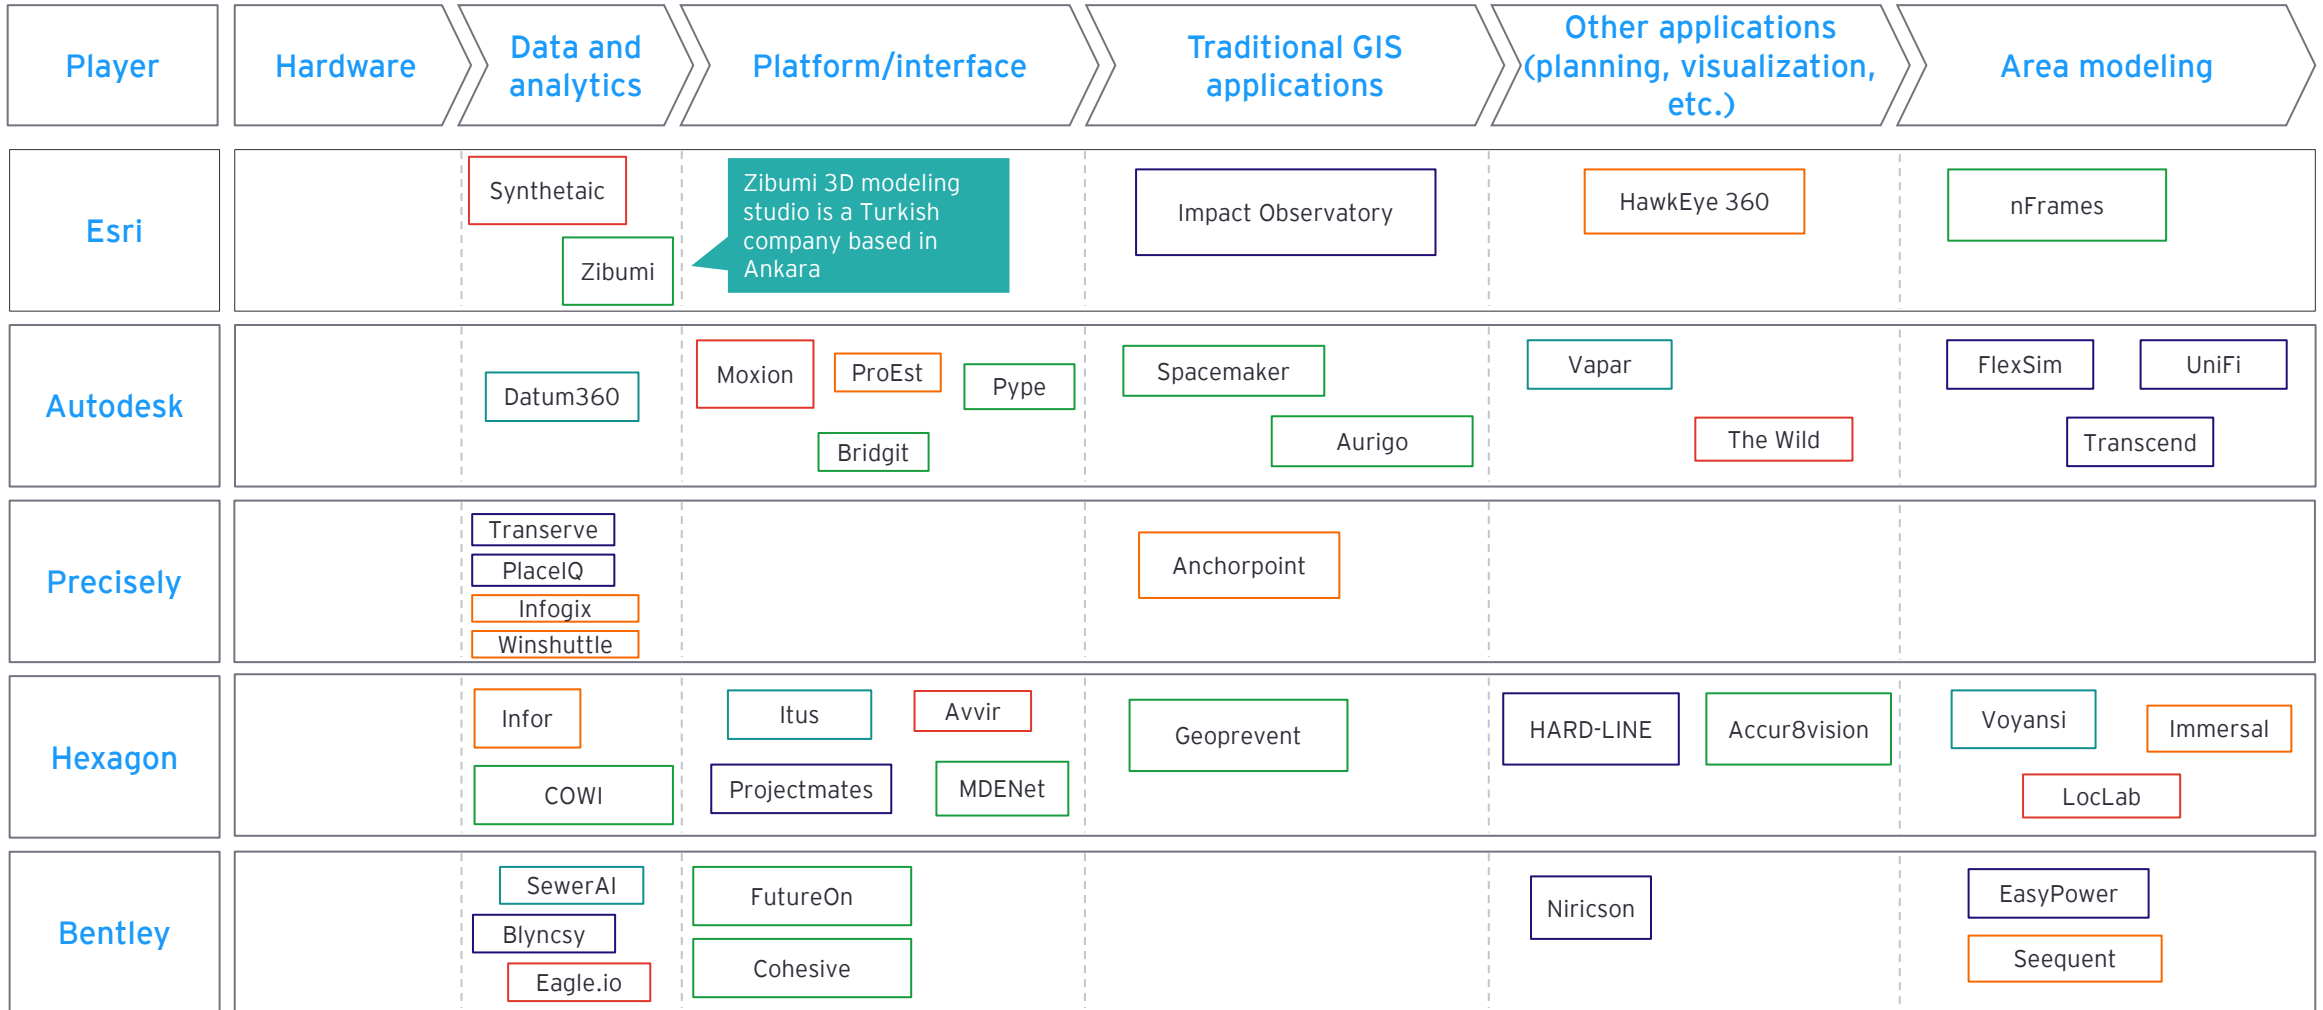 Player
Hardware
Data and
analytics
Platform/interface
Traditional GIS
applications
Other applications
(planning, visualization,
etc.)
Area modeling
Esri
Synthetaic
Zibumi
Zibumi 3D modeling
studio is a Turkish
company based in
Ankara
Impact Observatory
HawkEye 360
nFrames
Autodesk
Datum360
Moxion
ProEst
Pype
Bridgit
Spacemaker
Aurigo
Vapar
The Wild
FlexSim
UniFi
Transcend
Precisely
Transerve
PlaceIQ
Infogix
Winshuttle
Anchorpoint
Hexagon
Infor
COWI
Itus
Avvir
Projectmates
MDENet
Geoprevent
HARD-LINE
Accur8vision
Voyansi
Immersal
LocLab
Bentley
SewerAI
Blyncsy
Eagle.io
FutureOn
Cohesive
Niricson
EasyPower
Seequent